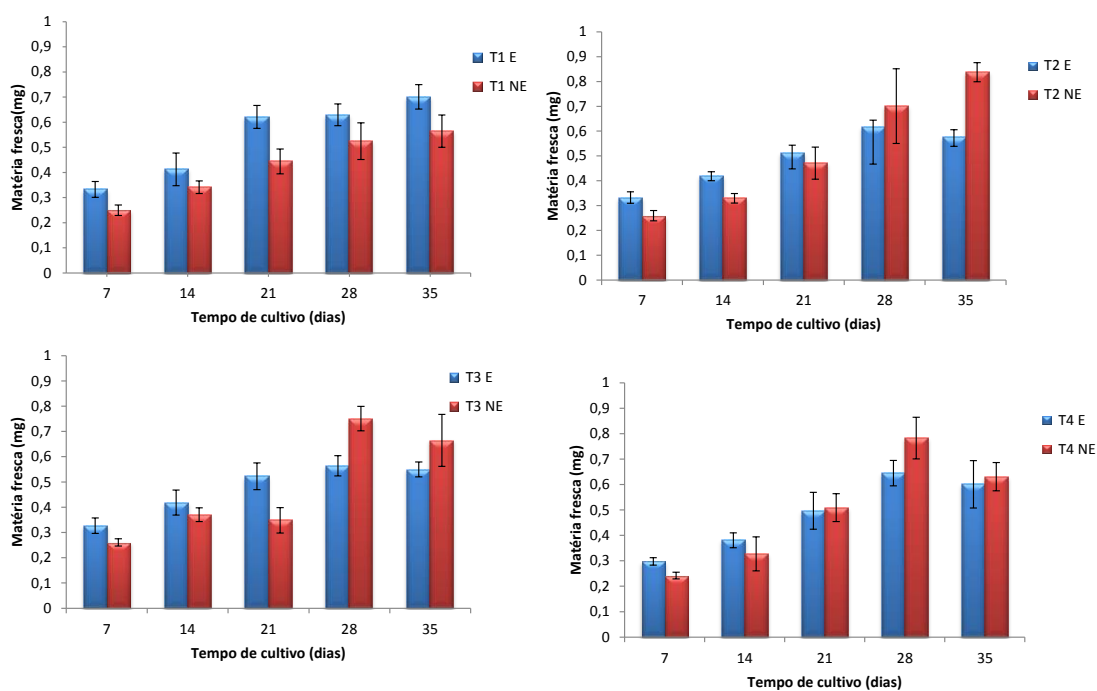 Matéria fresca(mg)
1
0,9
0,8
0,7
0,6
0,5
0,4
0,3
0,2
0,1
0
7 14 21 28 35
Tempo de cultivo (dias)
T1 E
T1 NE
Matéria fresca (mg)
1
0,9
0,8
0,7
0,6
0,5
0,4
0,3
0,2
0,1
0
7 14 21 28 35
Tempo de cultivo (dias)
T2 E
T2 NE
Matéria fresca (mg)
1
0,9
0,8
0,7
0,6
0,5
0,4
0,3
0,2
0,1
0
7 14 21 28 35
Tempo de cultivo (dias)
T3 E
T3 NE
Matéria fresca (mg)
1
0,9
0,8
0,7
0,6
0,5
0,4
0,3
0,2
0,1
0
7 14 21 28 35
Tempo de cultivo (dias)
T4 E
T4 NE